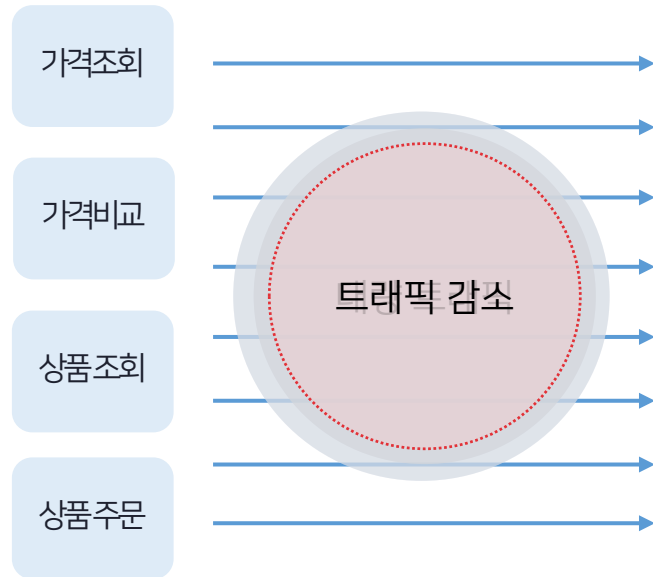 가격조회
가격비교
트래픽 감소
상품 조회
상품 주문